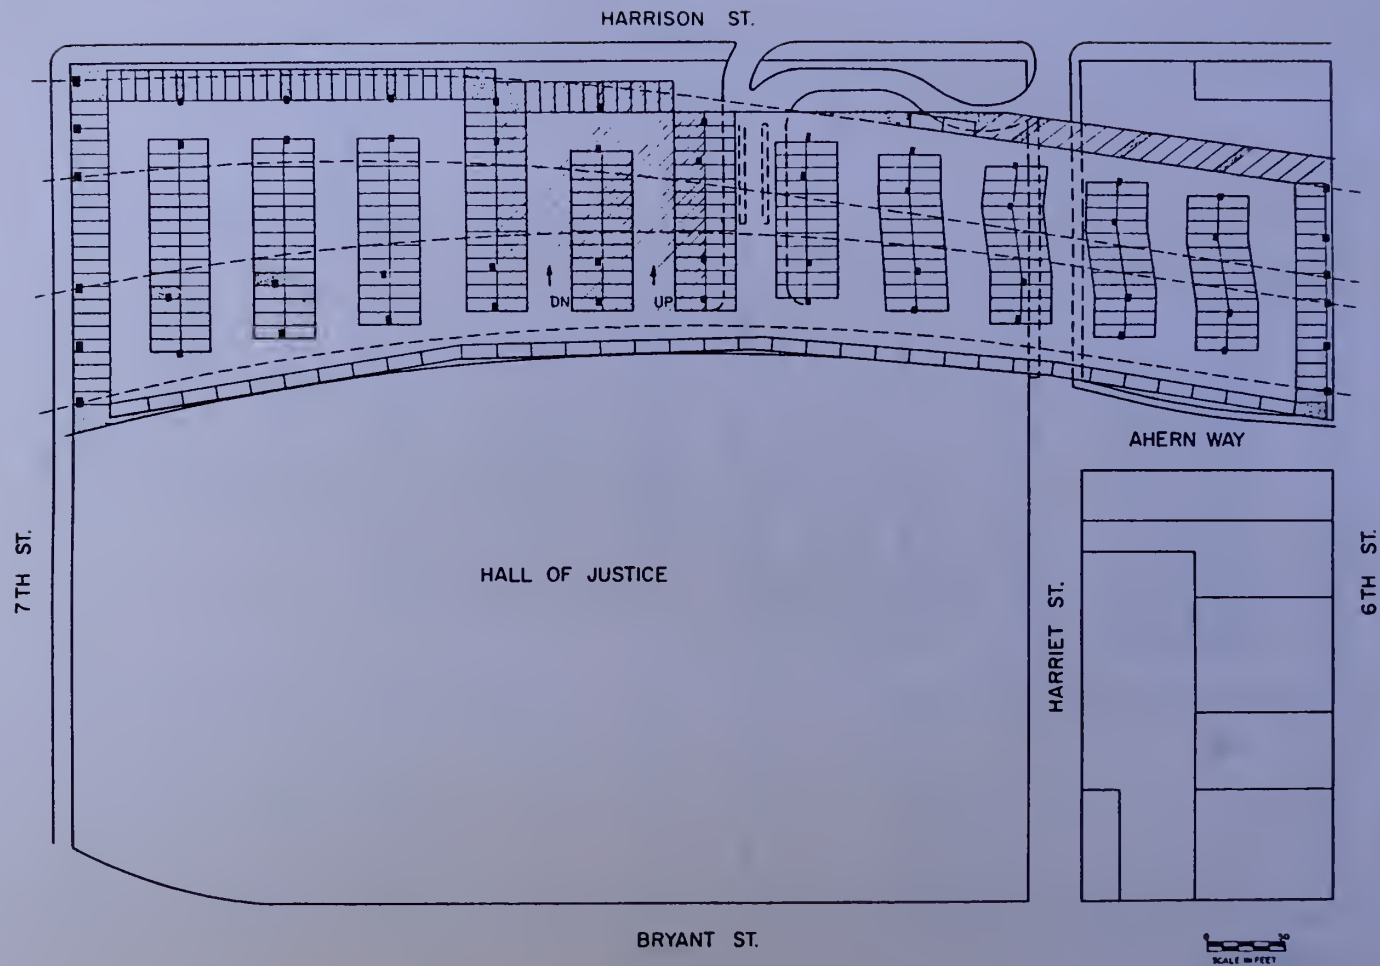 HARRISON ST.
DN
UP
AHERN WAY
7TH ST.
HALL OF JUSTICE
HARRIET ST.
6TH ST.
BRYANT ST.
0 50
SCALE IN FEET